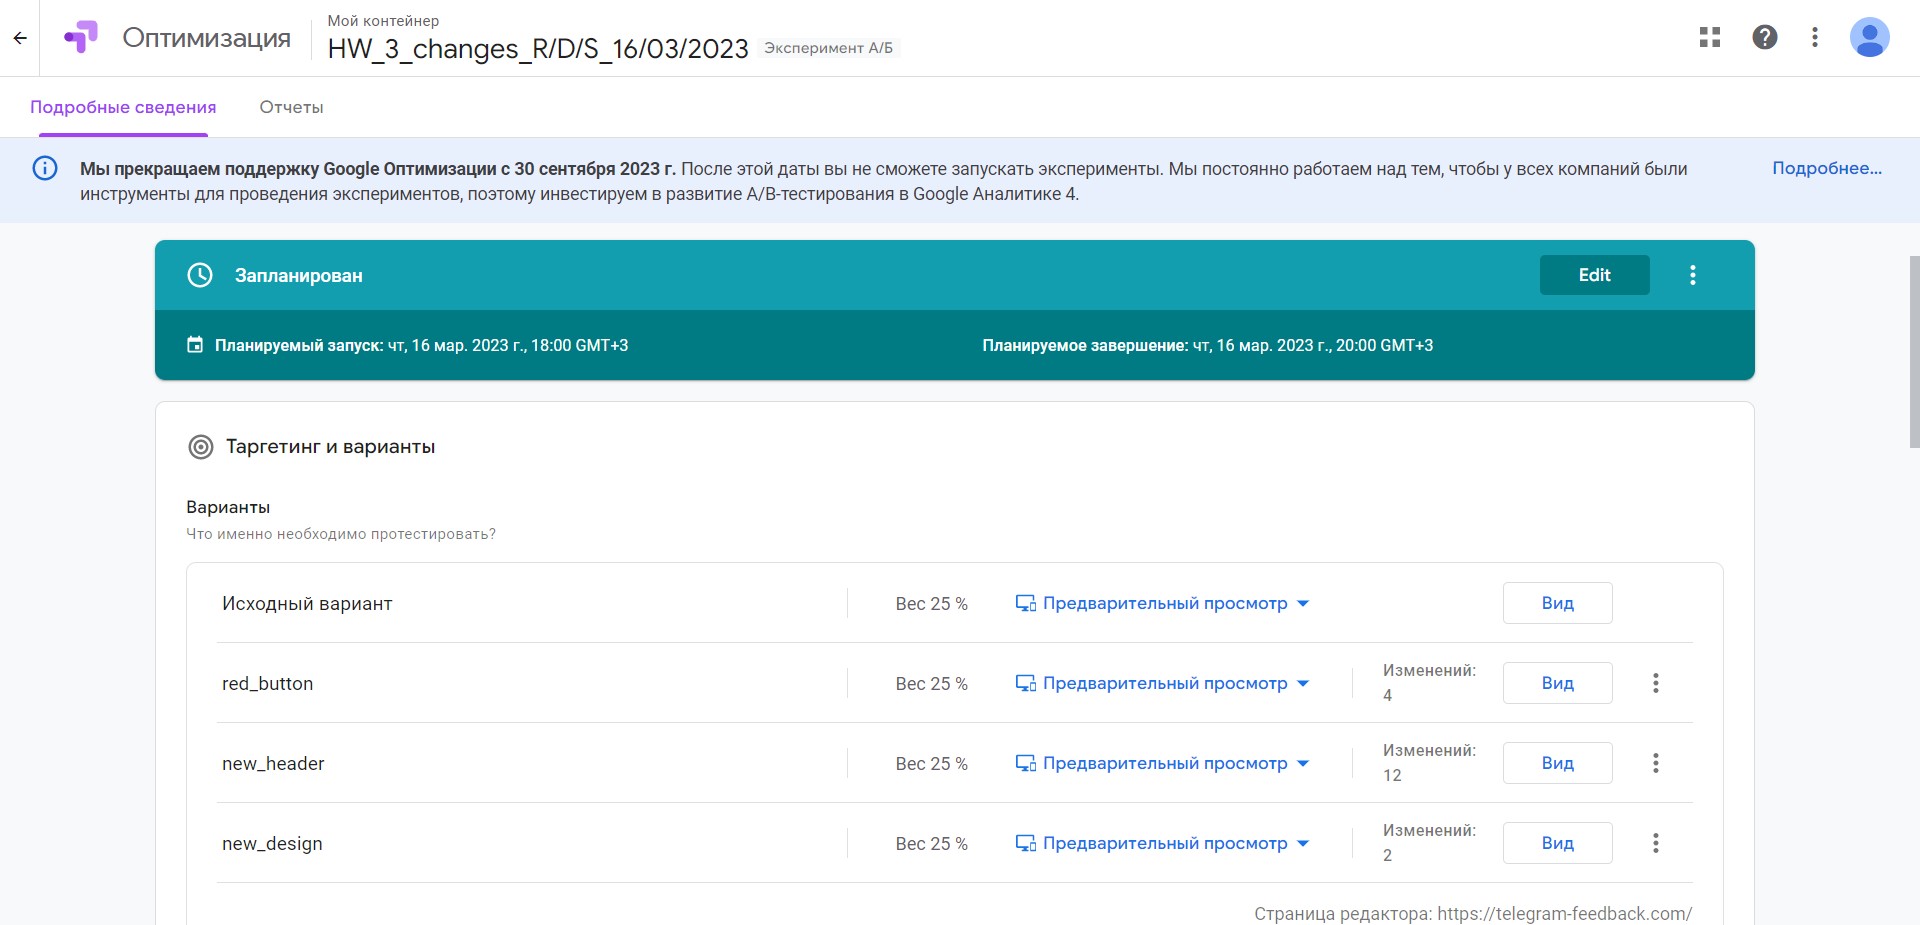 Оптимизация
Мой контейнер
HW_3_changes_R/D/S_16/03/2023 Эксперимент А/Б
Подробные сведения Отчеты
Мы прекращаем поддержку Google Оптимизации с 30 сентября 2023 г. После этой даты вы не сможете запускать эксперименты. Мы постоянно работаем над тем, чтобы у всех компаний были
инструменты для проведения экспериментов, поэтому инвестируем в развитие A/B-тестирования в Google Аналитике 4.
Подробнее...
Запланирован Edit
Планируемый запуск: чт, 16 мар. 2023 г., 18:00 GMT+3 Планируемое завершение: чт, 16 мар. 2023 г., 20:00 GMT+3
Таргетинг и варианты
Варианты
Что именно необходимо протестировать?
Исходный вариант Вес 25 % Предварительный просмотр Вид
red_button Вес 25 % Предварительный просмотр Изменений: 4 Вид
new_header Вес 25 % Предварительный просмотр Изменений: 12 Вид
new_design Вес 25 % Предварительный просмотр Изменений: 2 Вид
Страница редактора: https://telegram-feedback.com/